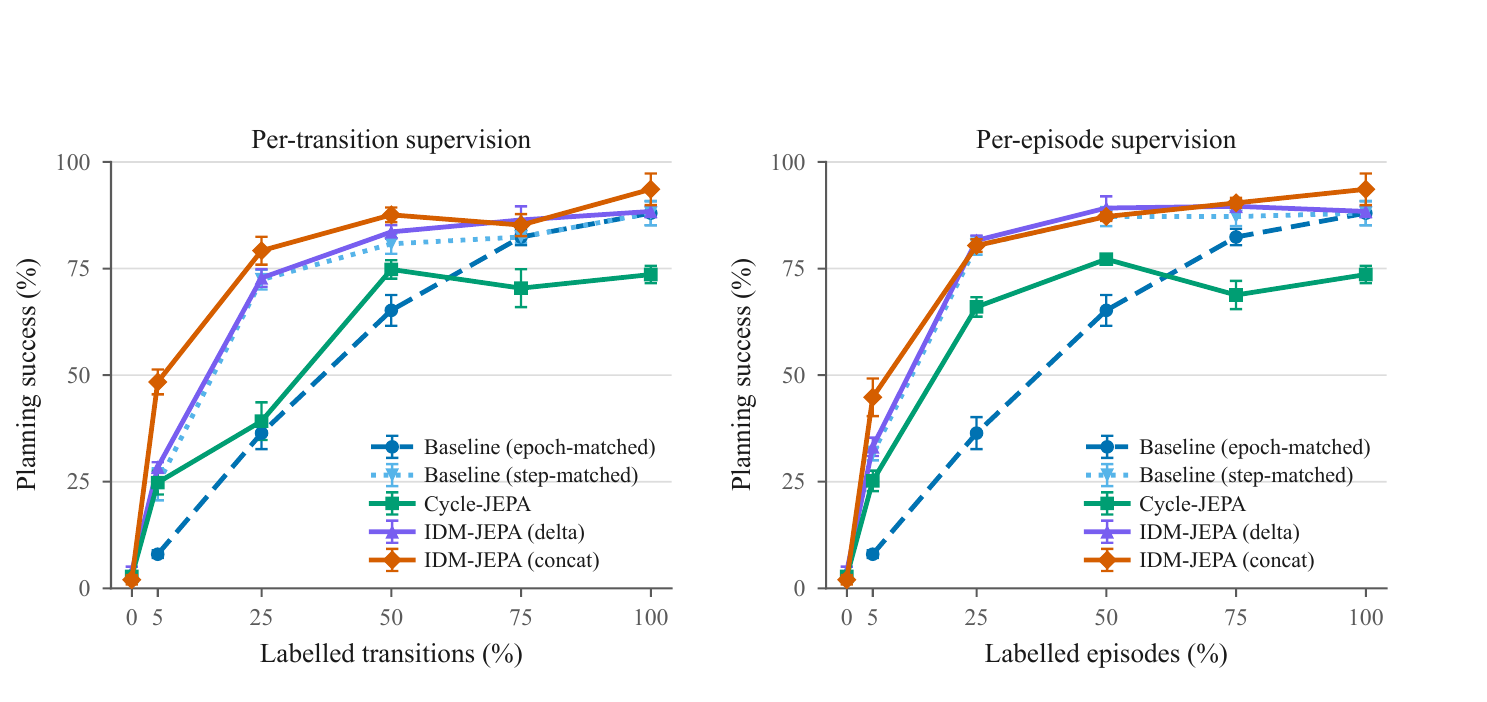 Per-transition supervision
100
75
50
25
0
Planning success (%)
Baseline (epoch-matched)
Baseline (step-matched)
Cycle-JEPA
IDM-JEPA (delta)
IDM-JEPA (concat)
0 5 25 50 75 100
Labelled transitions (%)
Per-episode supervision
100
75
50
25
0
Planning success (%)
Baseline (epoch-matched)
Baseline (step-matched)
Cycle-JEPA
IDM-JEPA (delta)
IDM-JEPA (concat)
0 5 25 50 75 100
Labelled episodes (%)